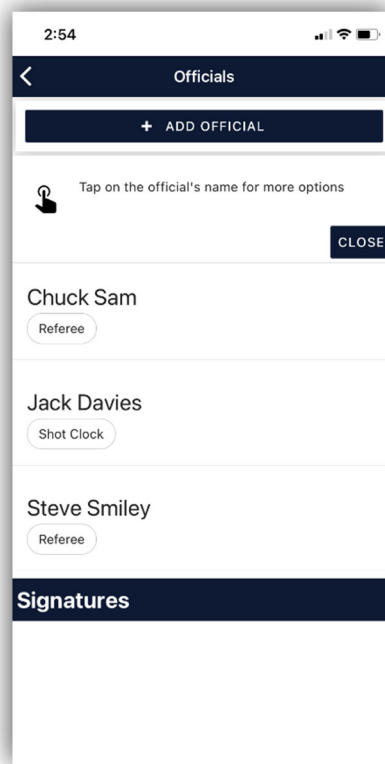 2:54
Officials
+ ADD OFFICIAL
Tap on the official's name for more options
CLOSE
Chuck Sam
Referee
Jack Davies
Shot Clock
Steve Smiley
Referee
Signatures